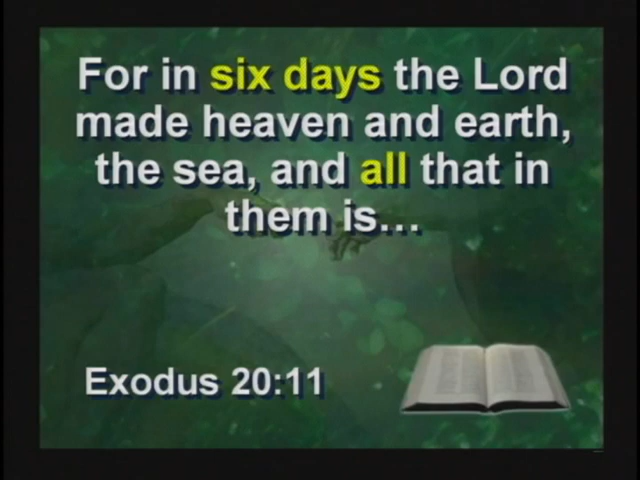 For in six days the Lord
made heaven and earth,
the sea, and all that in
them is…
Exodus 20:11